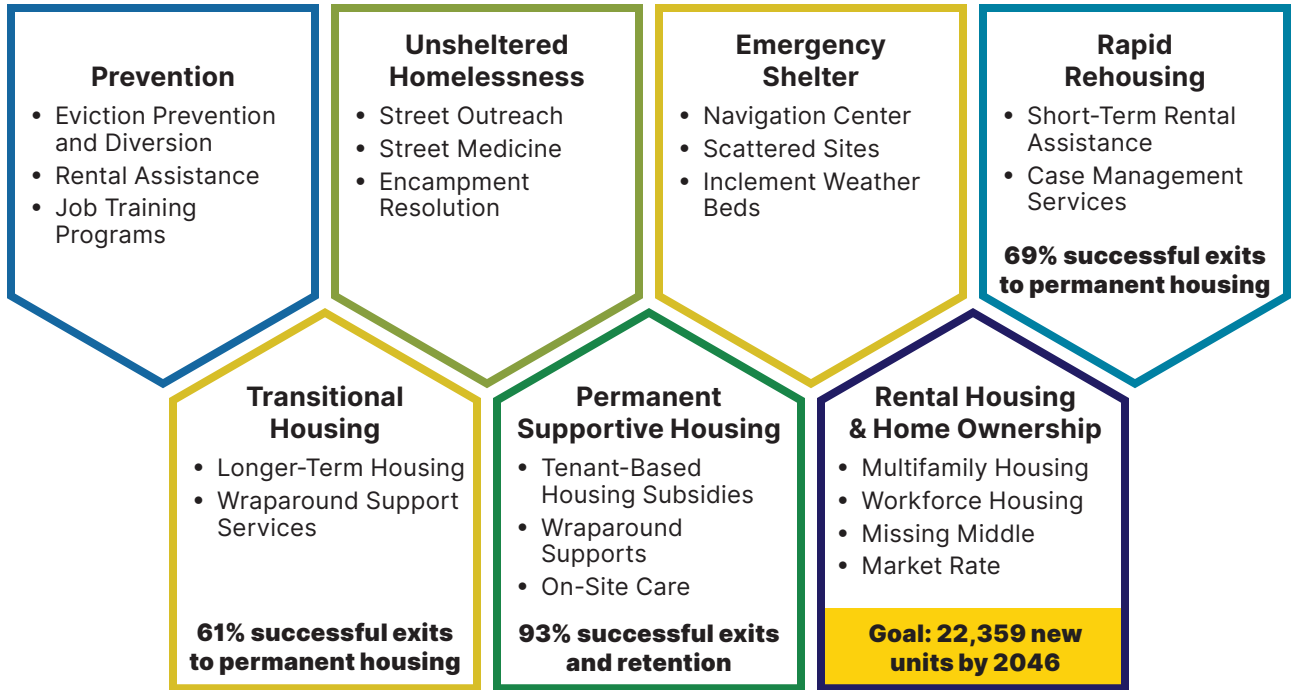 Prevention
• Eviction Prevention
and Diversion
• Rental Assistance
• Job Training
Programs
Unsheltered
Homelessness
• Street Outreach
• Street Medicine
• Encampment
Resolution
Emergency
Shelter
• Navigation Center
• Scattered Sites
• Inclement Weather
Beds
Rapid
Rehousing
• Short-Term Rental
Assistance
• Case Management
Services
69% successful exits
to permanent housing
Transitional
Housing
• Longer-Term Housing
• Wraparound Support
Services
61% successful exits
to permanent housing
Permanent
Supportive Housing
• Tenant-Based
Housing Subsidies
• Wraparound
Supports
• On-Site Care
93% successful exits
and retention
Rental Housing
& Home Ownership
• Multifamily Housing
• Workforce Housing
• Missing Middle
• Market Rate
Goal: 22,359 new
units by 2046